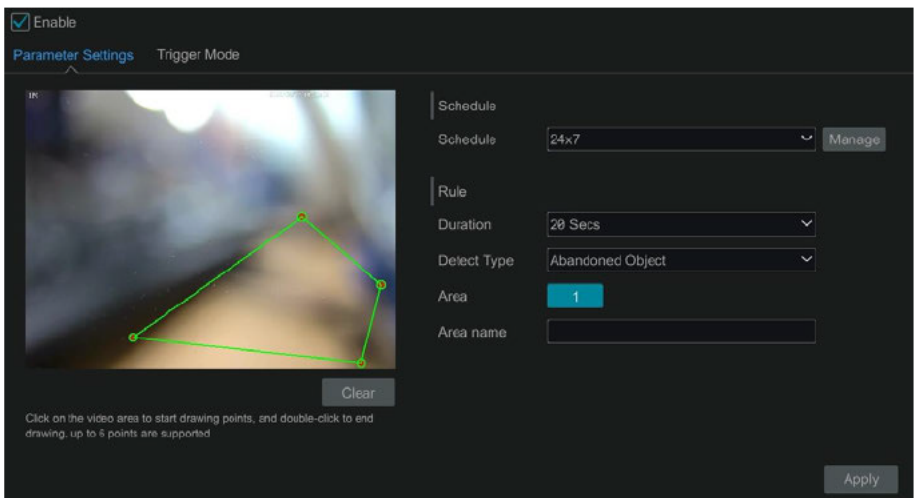 Enable
Parameter Settings Trigger Mode
Schedule
Schedule 24x7 Manage
Rule
Duration 20 Secs
Detect Type Abandoned Object
Area 1
Area name
Clear
Click on the video area to start drawing points, and double-click to end
drawing, up to 6 points are supported
Apply